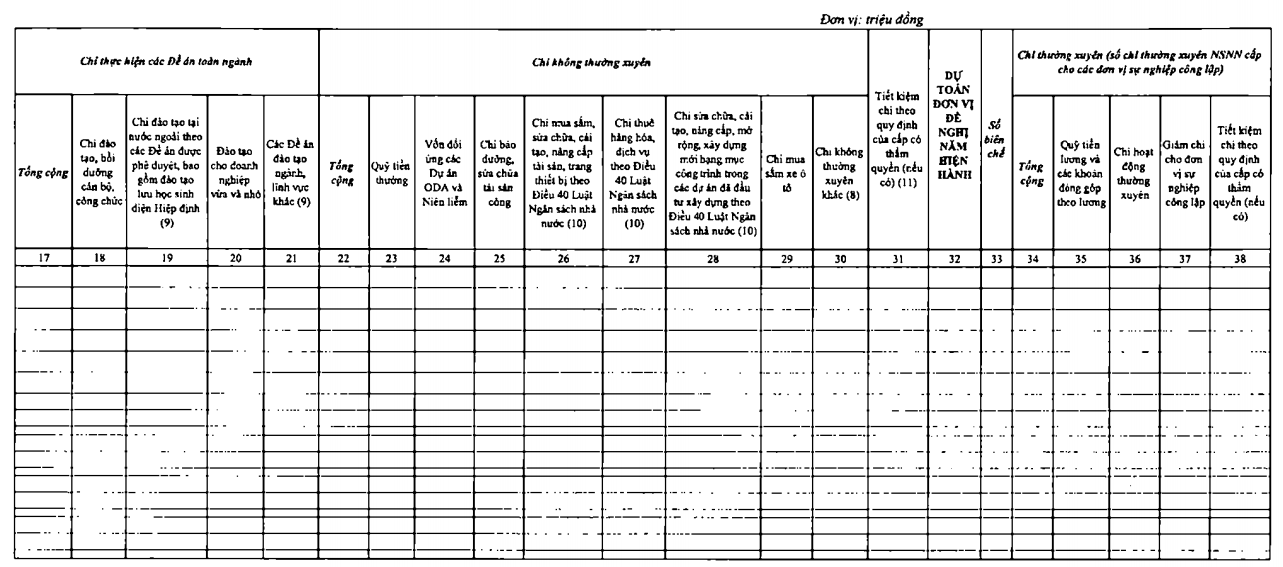 Đơn vị: triệu đồng
Chi thực hiện các Đề án toàn ngành
Chi không thường xuyên
Tiết kiệm
chi theo
quy định
của cấp có
thẩm
quyền (nếu
có) (11)
DỰ
TOÁN
ĐƠN VỊ
ĐỀ
NGHỊ
NĂM
HIỆN
HÀNH
Số
biên
chế
Chi thường xuyên (số chi thường xuyên NSNN cấp
cho các đơn vị sự nghiệp công lập)
Tổng cộng
Chi đào
tạo, bồi
dưỡng
cán bộ,
công chức
Chi đào tạo tại
nước ngoài theo
các Đề án được
phê duyệt, bao
gồm đào tạo
lưu học sinh
diện Hiệp định
(9)
Đào tạo
cho doanh
nghiệp
vừa và nhỏ
Các Đề án
đào tạo
ngành,
lĩnh vực
khác (9)
Tổng
cộng
Quỹ tiền
thưởng
Vốn đối
ứng các
Dự án
ODA và
Niên liễm
Chi bảo
dưỡng,
sửa chữa
tài sản
công
Chi mua sắm,
sửa chữa, cải
tạo, nâng cấp
tài sản, trang
thiết bị theo
Điều 40 Luật
Ngân sách nhà
nước (10)
Chi thuê
hàng hóa,
dịch vụ
theo Điều
40 Luật
Ngân sách
nhà nước
(10)
Chi sửa chữa, cải
tạo, nâng cấp, mở
rộng, xây dựng
mới hạng mục
công trình trong
các dự án đã đầu
tư xây dựng theo
Điều 40 Luật Ngân
sách nhà nước (10)
Chi mua
sắm xe ô
tô
Chi không
thường
xuyên
khác (8)
Tổng
cộng
Quỹ tiền
lương và
các khoản
đóng góp
theo lương
Chi hoạt
động
thường
xuyên
Giảm chi
cho đơn
vị sự
nghiệp
công lập
Tiết kiệm
chi theo
quy định
của cấp có
thẩm
quyền (nếu
có)
17 18 19 20 21 22 23 24 25 26 27 28 29 30 31 32 33 34 35 36 37 38